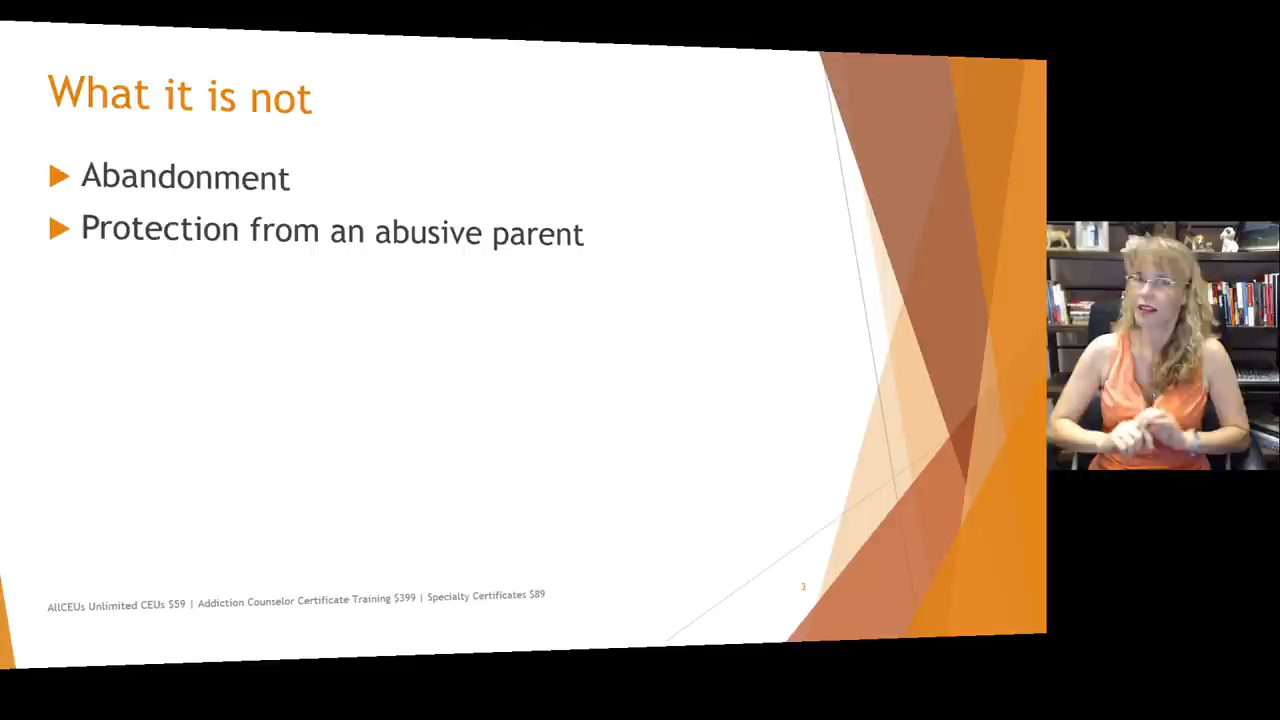 What it is not
Abandonment
Protection from an abusive parent
AllCEUs Unlimited CEUs $59 | Addiction Counselor Certificate Training $399 | Specialty Certificates $89
3